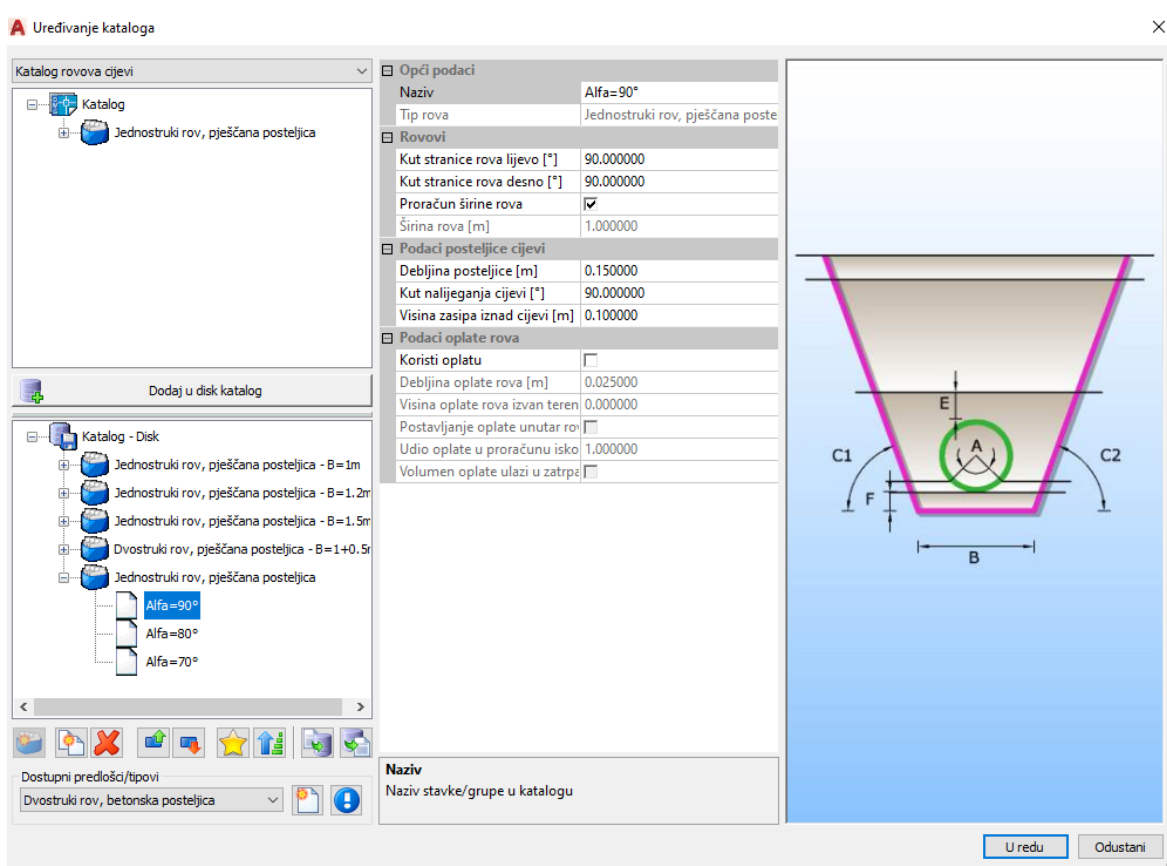 Uređivanje kataloga
Katalog rovova cijevi
Katalog
Jednostruki rov, pješčana posteljica
Dodaj u disk katalog
Katalog - Disk
Jednostruki rov, pješčana posteljica - B=1m
Jednostruki rov, pješčana posteljica - B=1.2m
Jednostruki rov, pješčana posteljica - B=1.5m
Dvostruki rov, pješčana posteljica - B=1+0.5m
Jednostruki rov, pješčana posteljica
Alfa=90°
Alfa=80°
Alfa=70°
Dostupni predlošci/tipovi
Dvostruki rov, betonska posteljica
Opći podaci
Naziv Alfa=90°
Tip rova Jednostruki rov, pješčana poste
Rovovi
Kut stranice rova lijevo [°] 90.000000
Kut stranice rova desno [°] 90.000000
Proračun širine rova
Širina rova [m] 1.000000
Podaci posteljice cijevi
Debljina posteljice [m] 0.150000
Kut nalijeganja cijevi [°] 90.000000
Visina zasipa iznad cijevi [m] 0.100000
Podaci oplate rova
Koristi oplatu
Debljina oplate rova [m] 0.025000
Visina oplate rova izvan teren 0.000000
Postavljanje oplate unutar rov
Udio oplate u proračunu isko 1.000000
Volumen oplate ulazi u zatrpa
Naziv
Naziv stavke/grupe u katalogu
E
C1 A C2
F
B
U redu Odustani